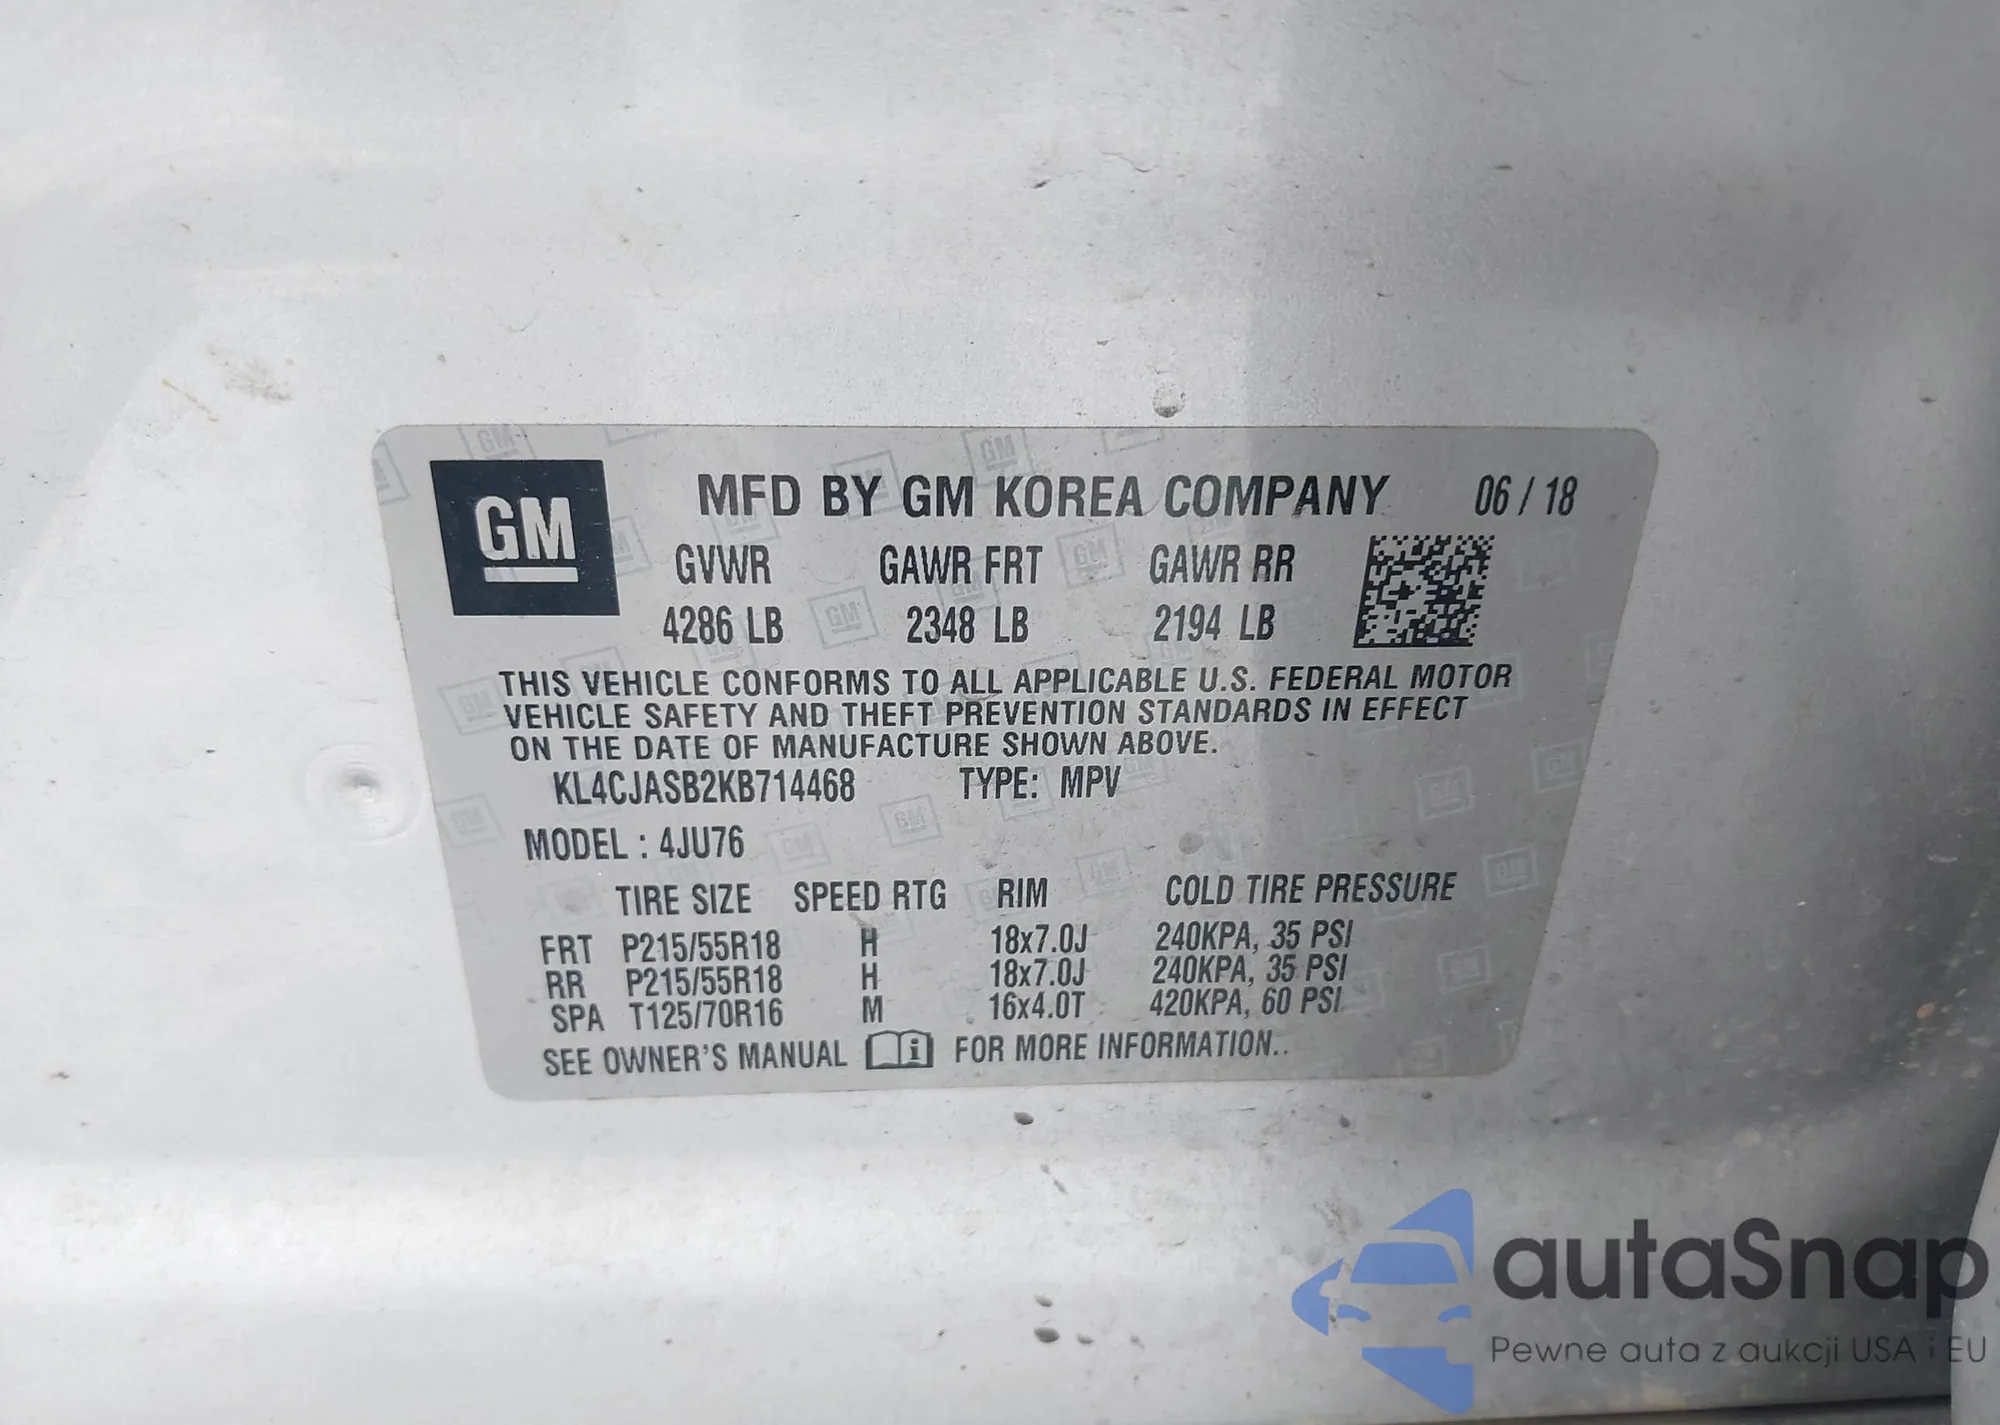 GM
MFD BY GM KOREA COMPANY 06 / 18
GVWR GAWR FRT GAWR RR
4286 LB 2348 LB 2194 LB
THIS VEHICLE CONFORMS TO ALL APPLICABLE U.S. FEDERAL MOTOR
VEHICLE SAFETY AND THEFT PREVENTION STANDARDS IN EFFECT
ON THE DATE OF MANUFACTURE SHOWN ABOVE.
KL4CJASB2KB714468 TYPE: MPV
MODEL : 4JU76
TIRE SIZE SPEED RTG RIM COLD TIRE PRESSURE
FRT P215/55R18 H 18x7.0J 240KPA, 35 PSI
RR P215/55R18 H 18x7.0J 240KPA, 35 PSI
SPA T125/70R16 M 16x4.0T 420KPA, 60 PSI
SEE OWNER'S MANUAL i FOR MORE INFORMATION..
autaSnap
Pewne auta z aukcji USA i EU